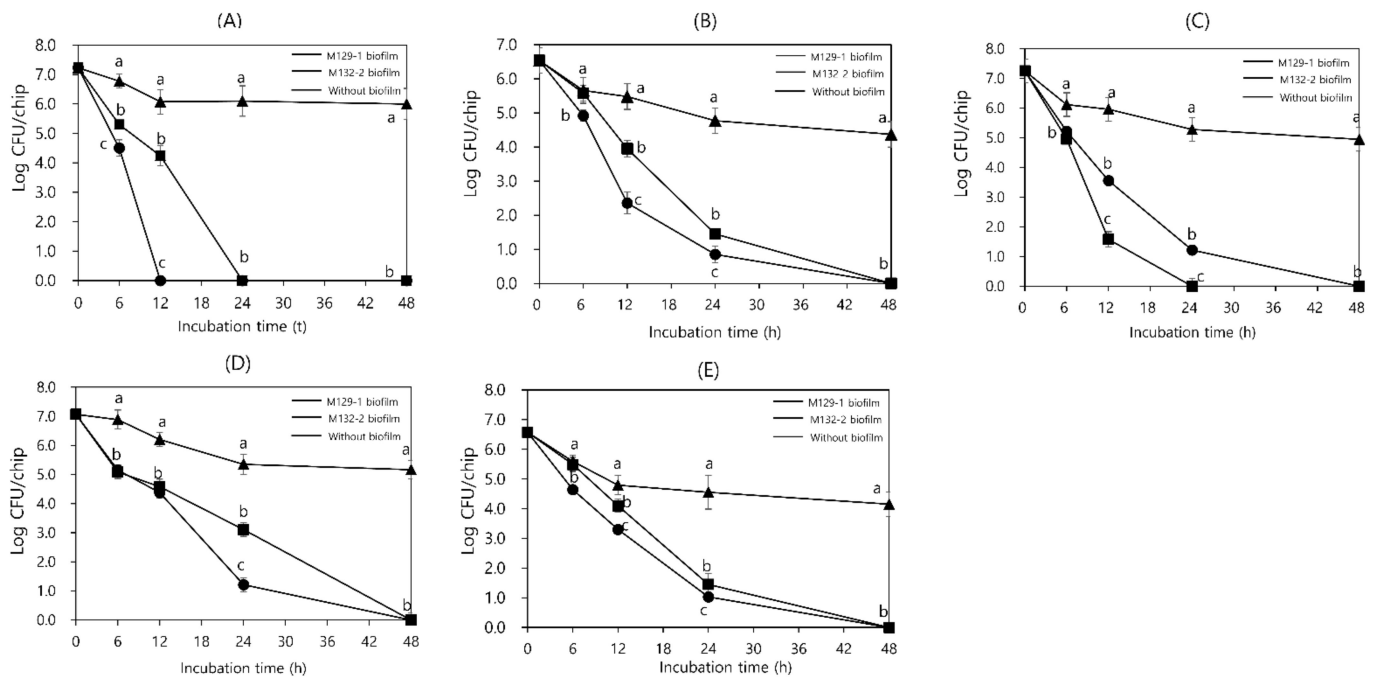 (A)
8.0
7.0
6.0
5.0
4.0
3.0
2.0
1.0
0.0
Log CFU/chip
M129-1 biofilm
M132-2 biofilm
Without biofilm
a
a
a
a
b
b
c
c
b
b
0 6 12 24 30 36 42 48
Incubation time (t)
(B)
7.0
6.0
5.0
4.0
3.0
2.0
1.0
0.0
Log CFU/chip
M129-1 biofilm
M132-2 biofilm
Without biofilm
a
a
a
a
b
b
c
b
c
b
0 6 12 24 30 36 42 48
Incubation time (h)
(C)
8.0
7.0
6.0
5.0
4.0
3.0
2.0
1.0
0.0
Log CFU/chip
M129-1 biofilm
M132-2 biofilm
Without biofilm
a
a
a
a
b
b
c
b
c
b
0 6 12 24 30 36 42 48
Incubation time (h)
(D)
8.0
7.0
6.0
5.0
4.0
3.0
2.0
1.0
0.0
Log CFU/chip
M129-1 biofilm
M132-2 biofilm
Without biofilm
a
a
a
a
b
b
b
c
b
0 6 12 24 30 36 42 48
Incubation time (h)
(E)
8.0
7.0
6.0
5.0
4.0
3.0
2.0
1.0
0.0
Log CFU/chip
M129-1 biofilm
M132-2 biofilm
Without biofilm
a
a
a
a
b
b
c
b
c
b
0 6 12 24 30 36 42 48
Incubation time (h)